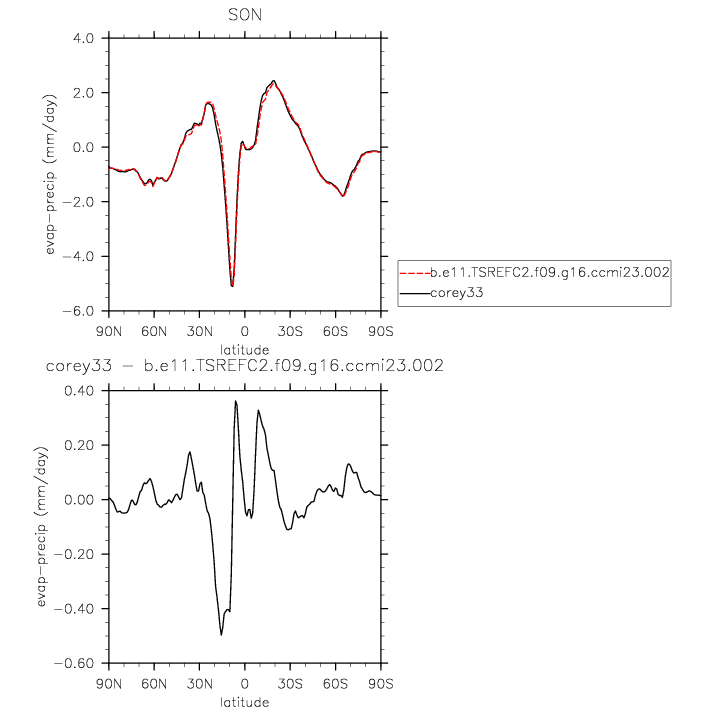 SON
4.0
2.0
0.0
−2.0
−4.0
−6.0
evap−precip (mm/day)
90N 60N 30N 0 30S 60S 90S
latitude
b.e11.TSREFC2.f09.g16.ccmi23.002
corey33
corey33 − b.e11.TSREFC2.f09.g16.ccmi23.002
0.40
0.20
0.00
−0.20
−0.40
−0.60
evap−precip (mm/day)
90N 60N 30N 0 30S 60S 90S
latitude